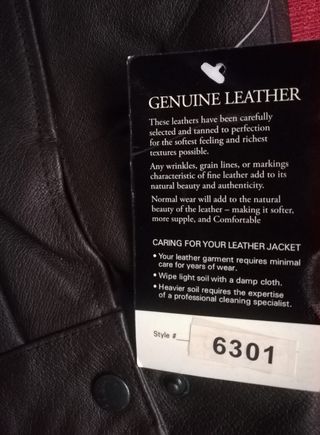 GENUINE LEATHER
These leathers have been carefully
selected and tanned to perfection
for the softest feeling and richest
textures possible.
Any wrinkles, grain lines, or markings
characteristic of fine leather add to its
natural beauty and authenticity.
Normal wear will add to the natural
beauty of the leather – making it softer,
more supple, and Comfortable
CARING FOR YOUR LEATHER JACKET
• Your leather garment requires minimal
care for years of wear.
• Wipe light soil with a damp cloth.
• Heavier soil requires the expertise
of a professional cleaning specialist.
Style # 6301